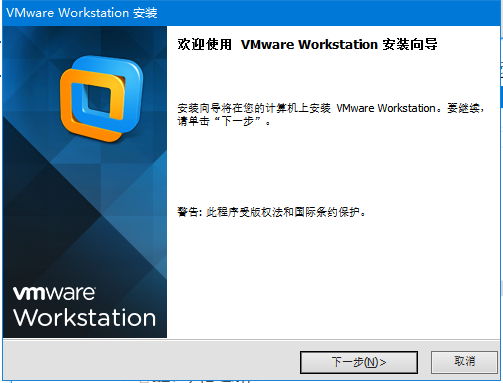 VMware Workstation 安装
欢迎使用 VMware Workstation 安装向导
安装向导将在您的计算机上安装 VMware Workstation。要继续，
请单击“下一步”。
警告: 此程序受版权法和国际条约保护。
vmware
Workstation
下一步(N)>
取消